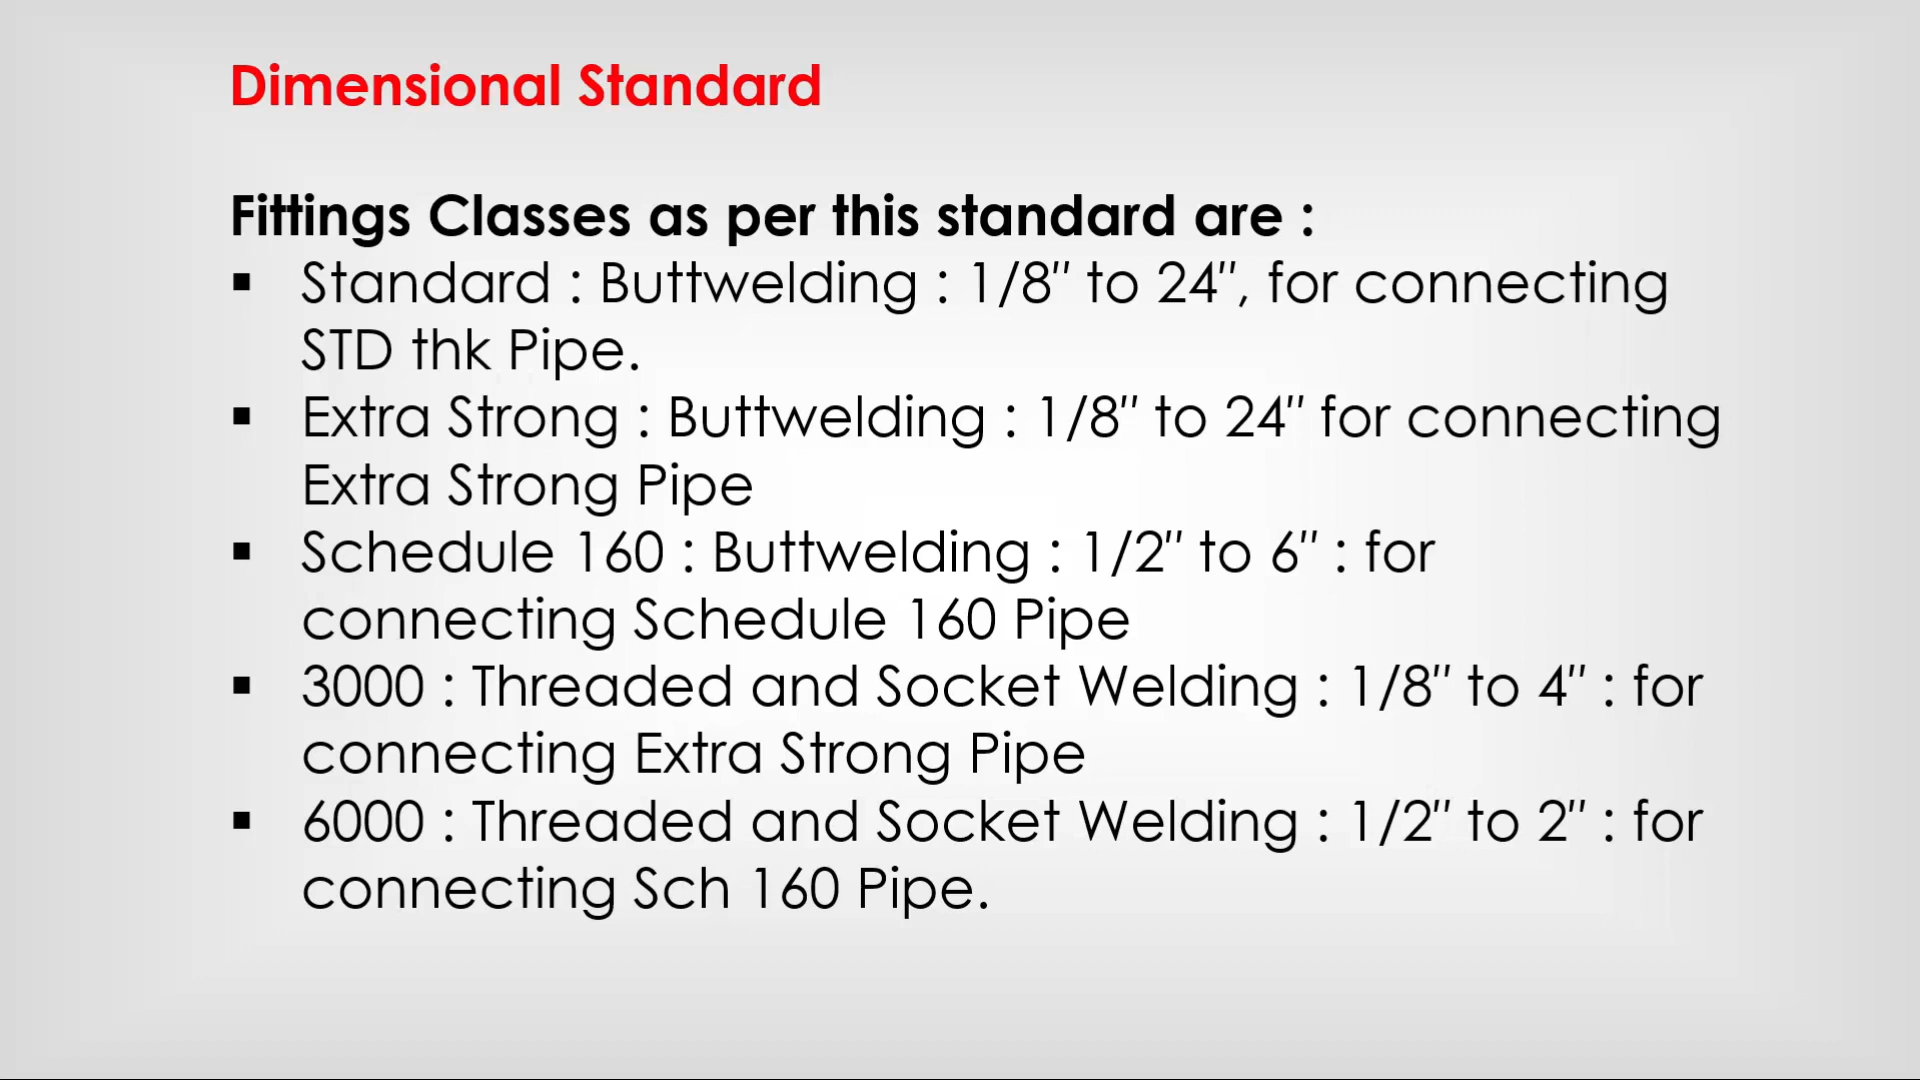 Dimensional Standard
Fittings Classes as per this standard are :
▪ Standard : Buttwelding : 1/8" to 24", for connecting
STD thk Pipe.
▪ Extra Strong : Buttwelding : 1/8" to 24" for connecting
Extra Strong Pipe
▪ Schedule 160 : Buttwelding : 1/2" to 6" : for
connecting Schedule 160 Pipe
▪ 3000 : Threaded and Socket Welding : 1/8" to 4" : for
connecting Extra Strong Pipe
▪ 6000 : Threaded and Socket Welding : 1/2" to 2" : for
connecting Sch 160 Pipe.